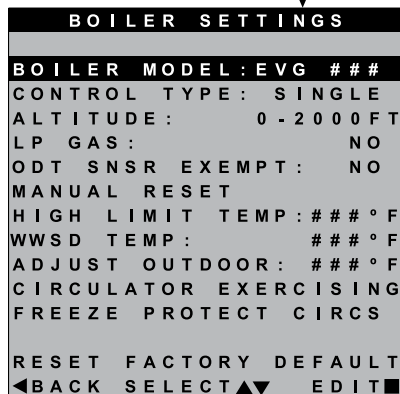 BOILER SETTINGS
BOILER MODEL:EVG ###
CONTROL TYPE: SINGLE
ALTITUDE: 0-2000FT
LP GAS: NO
ODT SNSR EXEMPT: NO
MANUAL RESET
HIGH LIMIT TEMP:###°F
WWSD TEMP: ###°F
ADJUST OUTDOOR: ###°F
CIRCULATOR EXERCISING
FREEZE PROTECT CIRCS
RESET FACTORY DEFAULT
◀BACK SELECT▲▼ EDIT■